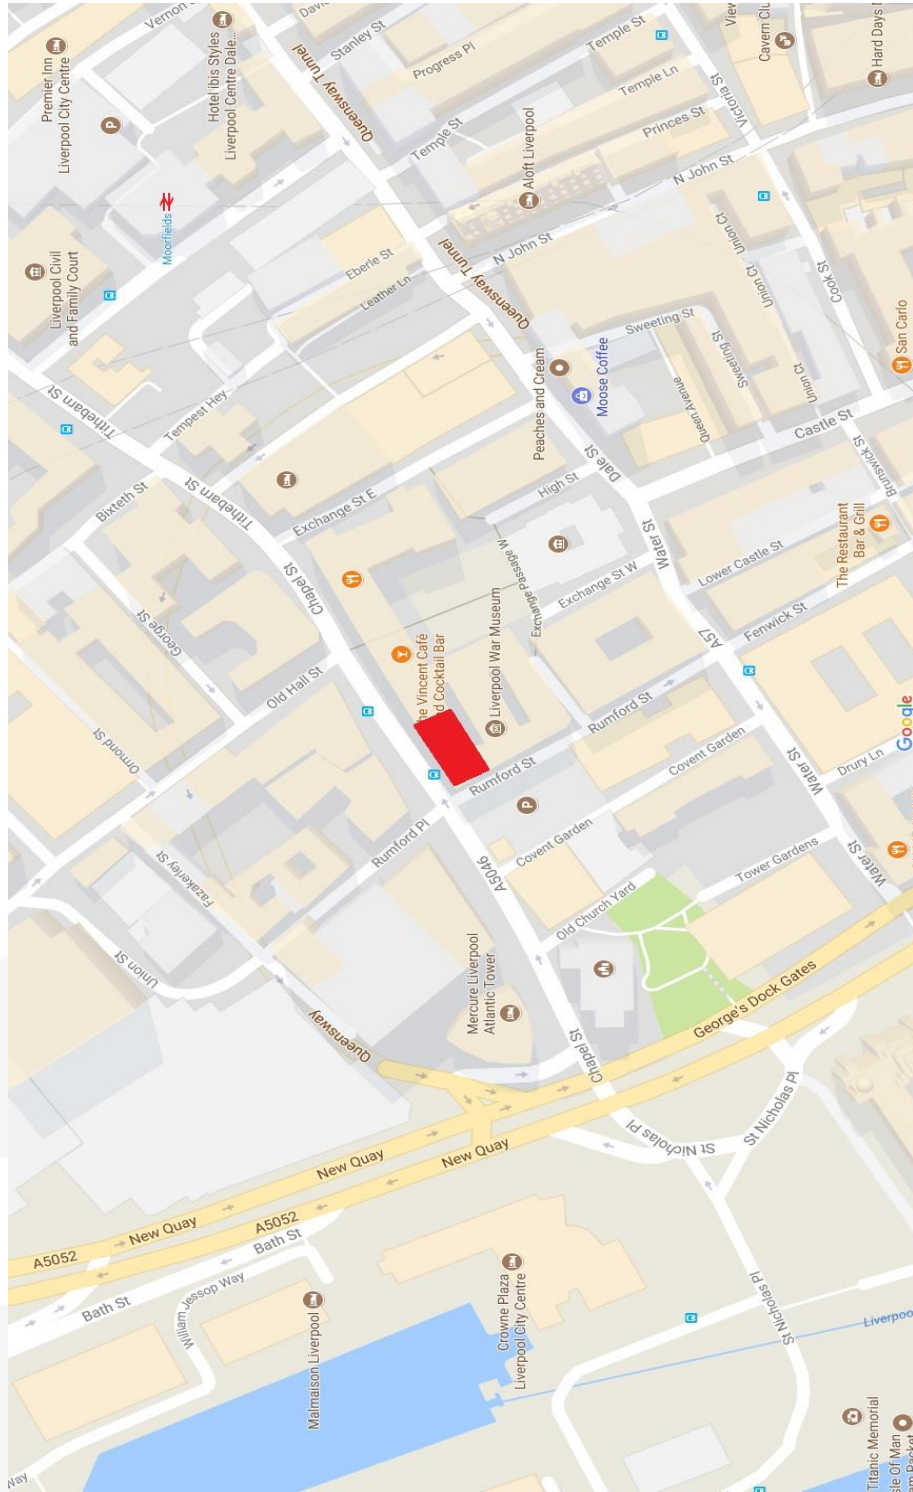 Vernon
Davi
Stanley St
Progress Pl
Temple St
View
Cavern Clu
Hard Days
Premier Inn
Liverpool City Centre
Hotel ibis Styles
Liverpool Centre Dale...
P
Queensway Tunnel
Temple Ln
Victoria St
Princes St
Temple St
Aloft Liverpool
N John St
Moorfields
Liverpool Civil
and Family Court
Eberle St
Leather Ln
Queensway Tunnel
N John St
Union Ct
Union Ct
Cook St
Sweeting St
Sweeting St
Union Ct
San Carlo
Tithebarn St
Tempest Hey
Peaches and Cream
Moose Coffee
Queen Avenue
Castle St
Bixteth St
Tithebarn St
Exchange St E
High St
Dale St
Brunswick St
The Restaurant
Bar & Grill
Water St
Lower Castle St
Exchange Passage W
Exchange St W
Chapel St
George St
Old Hall St
he Vincent Café
d Cocktail Bar
Liverpool War Museum
A57
Fenwick St
Ormond St
Rumford St
Rumford St
Covent Garden
Google
Drury Ln
Water St
P
Rumford Pl
A5046
Covent Garden
Fazakerley St
Tower Gardens
Water St
Old Church Yard
Union St
Mercure Liverpool
Atlantic Tower
George's Dock Gates
Queensway
Chapel St
St Nicholas Pl
St Nicholas Pl
New Quay
New Quay
New Quay
A5052
A5052
Bath St
Bath St
William Jessop Way
Malmaison Liverpool
Crowne Plaza
Liverpool City Centre
St Nicholas Pl
Liverpoo
Titanic Memorial
sle Of Man
am Packet
Way